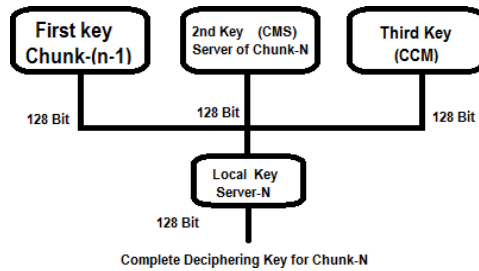 First key
Chunk-(n-1)
2nd Key (CMS)
Server of Chunk-N
Third Key
(CCM)
128 Bit
128 Bit
128 Bit
Local Key
Server-N
128 Bit
Complete Deciphering Key for Chunk-N